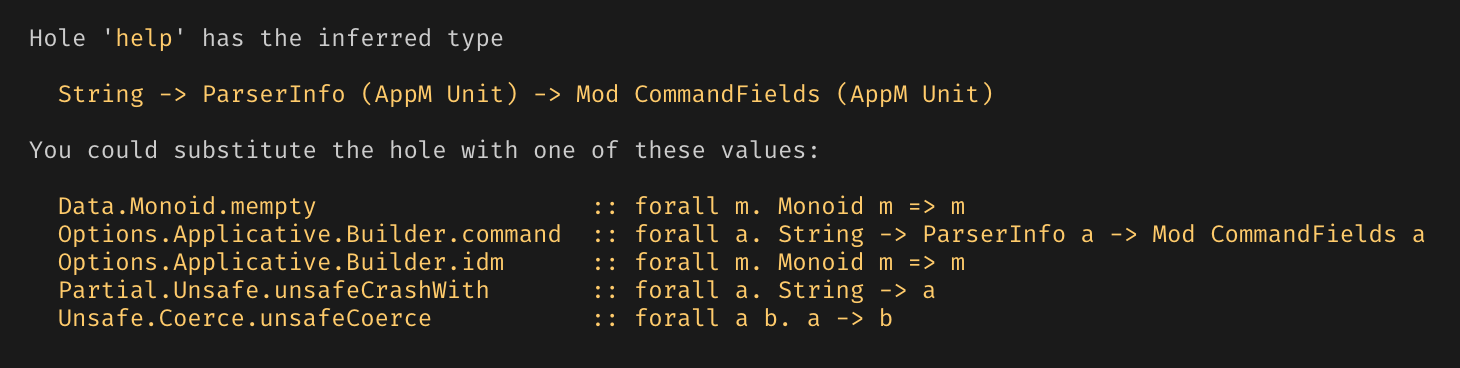 Hole 'help' has the inferred type
String -> ParserInfo (AppM Unit) -> Mod CommandFields (AppM Unit)
You could substitute the hole with one of these values:
Data.Monoid.mempty :: forall m. Monoid m => m
Options.Applicative.Builder.command :: forall a. String -> ParserInfo a -> Mod CommandFields a
Options.Applicative.Builder.idm :: forall m. Monoid m => m
Partial.Unsafe.unsafeCrashWith :: forall a. String -> a
Unsafe.Coerce.unsafeCoerce :: forall a b. a -> b